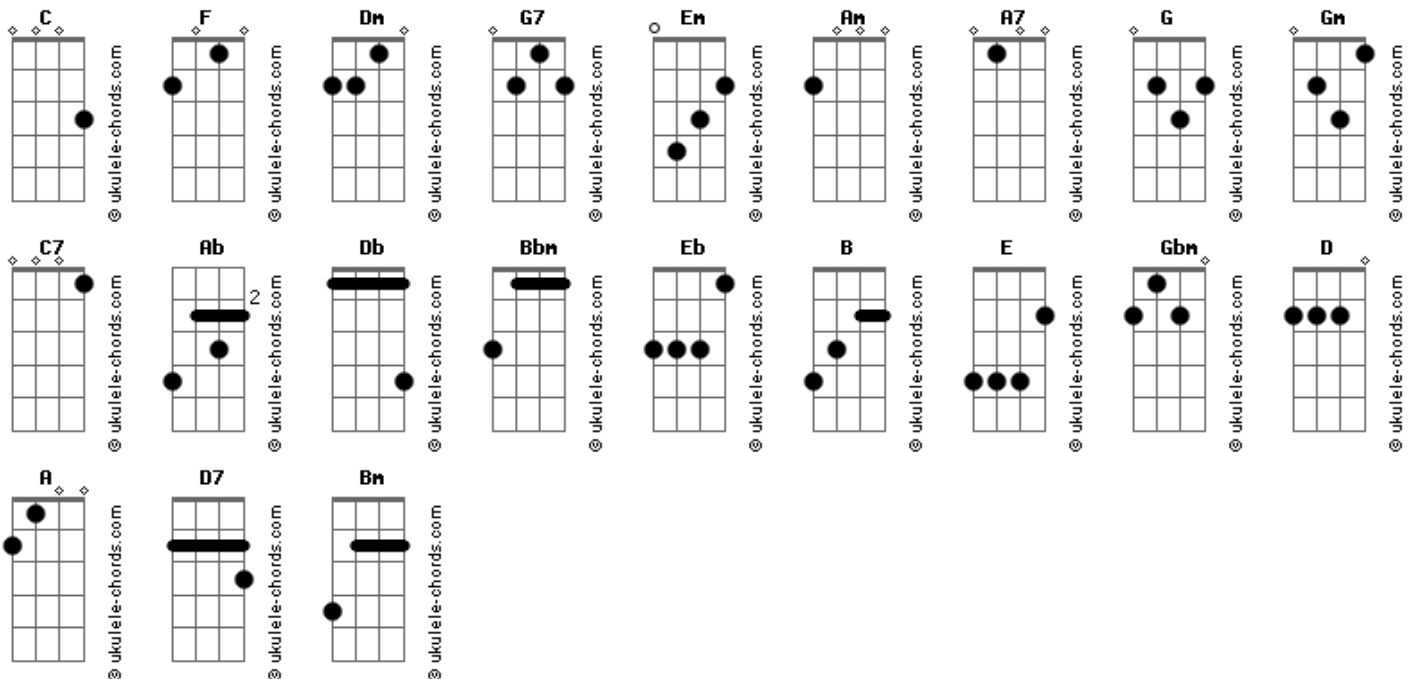 C F Dm G7 Em Am A7 G Gm
© ukulele-chords.com © ukulele-chords.com © ukulele-chords.com © ukulele-chords.com © ukulele-chords.com © ukulele-chords.com © ukulele-chords.com © ukulele-chords.com © ukulele-chords.com
C7 Ab Db Bbm Eb B E Gbm D
2
© ukulele-chords.com © ukulele-chords.com © ukulele-chords.com © ukulele-chords.com © ukulele-chords.com © ukulele-chords.com © ukulele-chords.com © ukulele-chords.com © ukulele-chords.com
A D7 Bm
© ukulele-chords.com © ukulele-chords.com © ukulele-chords.com